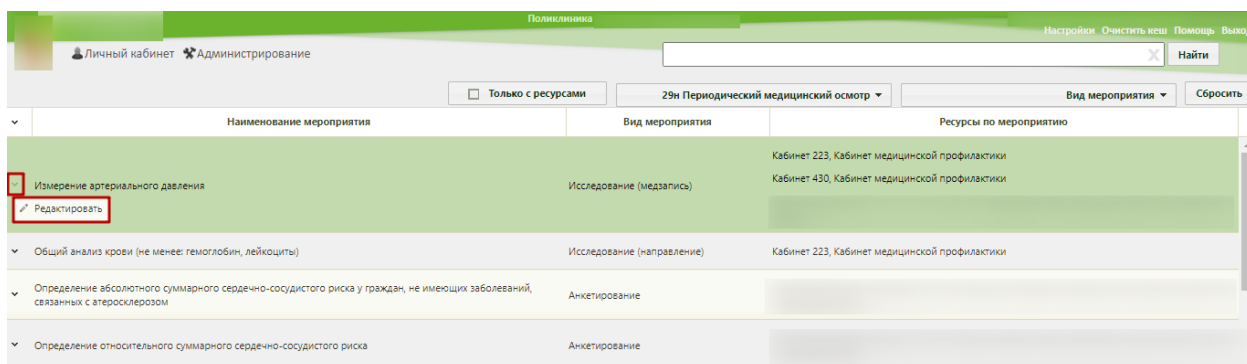 Поликлиника
Настройки Очистить кеш Помощь Выход
Личный кабинет Администрирование
X Найти
Только с ресурсами 29н Периодический медицинский осмотр Вид мероприятия Сбросить
Наименование мероприятия Вид мероприятия Ресурсы по мероприятию
Кабинет 223, Кабинет медицинской профилактики
Измерение артериального давления Исследование (медзапись) Кабинет 430, Кабинет медицинской профилактики
Редактировать
Общий анализ крови (не менее: гемоглобин, лейкоциты) Исследование (направление) Кабинет 223, Кабинет медицинской профилактики
Определение абсолютного суммарного сердечно-сосудистого риска у граждан, не имеющих заболеваний,
связанных с атеросклерозом Анкетирование
Определение относительного суммарного сердечно-сосудистого риска Анкетирование